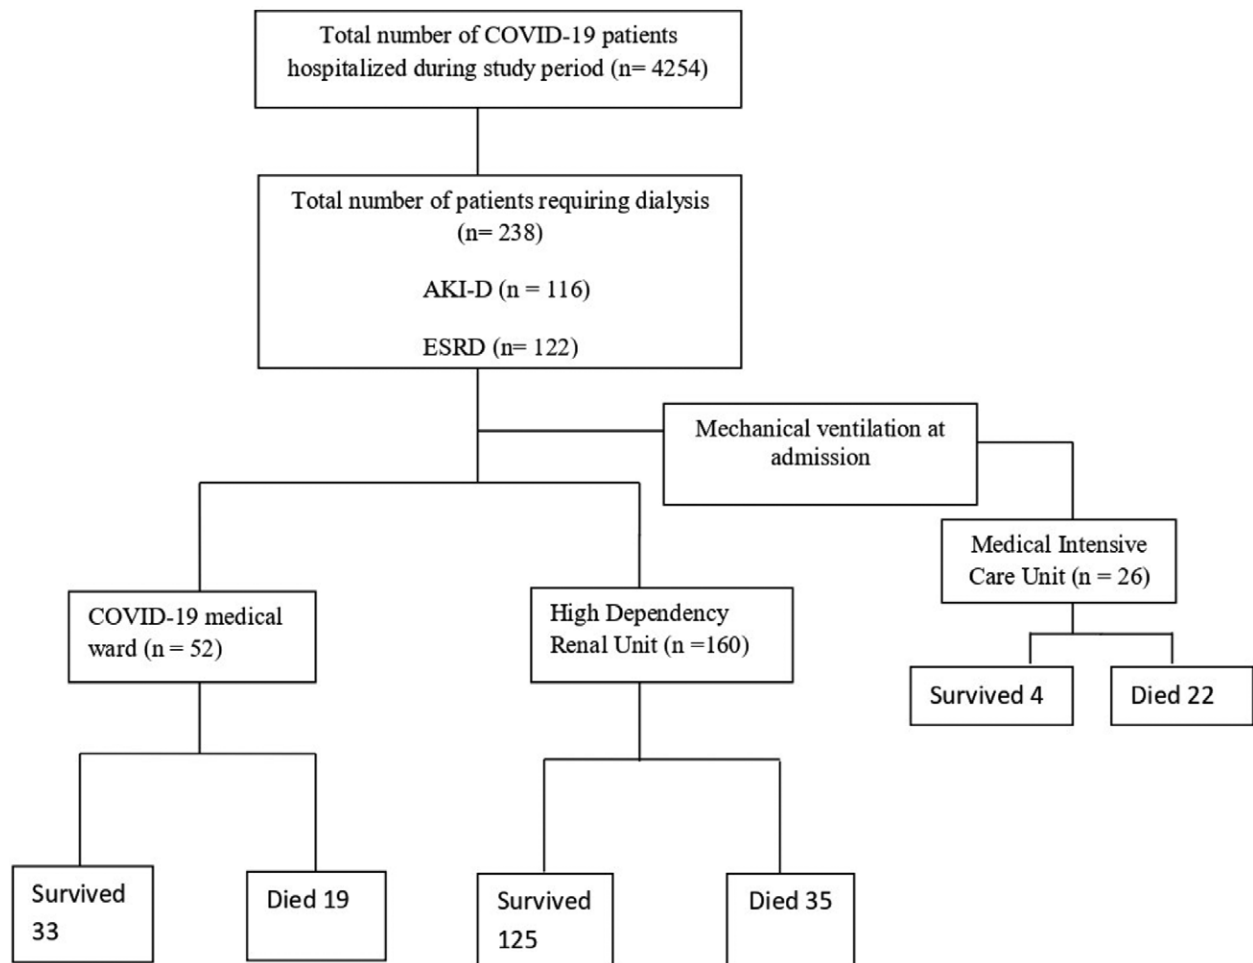 Total number of COVID-19 patients
hospitalized during study period (n= 4254)
Total number of patients requiring dialysis
(n= 238)
AKI-D (n = 116)
ESRD (n= 122)
Mechanical ventilation at
admission
Medical Intensive
Care Unit (n = 26)
COVID-19 medical
ward (n = 52)
High Dependency
Renal Unit (n =160)
Survived 4
Died 22
Survived
33
Died 19
Survived
125
Died 35